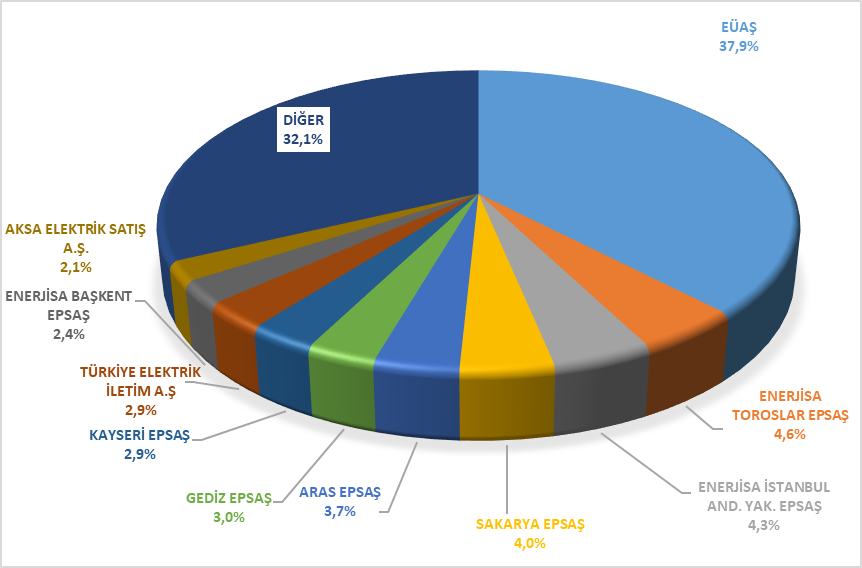 EÜAŞ
37,9%
DİĞER
32,1%
AKSA ELEKTRİK SATIŞ
A.Ş.
2,1%
ENERJİSA BAŞKENT
EPSAŞ
2,4%
TÜRKİYE ELEKTRİK
İLETİM A.Ş
2,9%
KAYSERİ EPSAŞ
2,9%
GEDİZ EPSAŞ
3,0%
ARAS EPSAŞ
3,7%
SAKARYA EPSAŞ
4,0%
ENERJİSA İSTANBUL
AND. YAK. EPSAŞ
4,3%
ENERJİSA
TOROSLAR EPSAŞ
4,6%